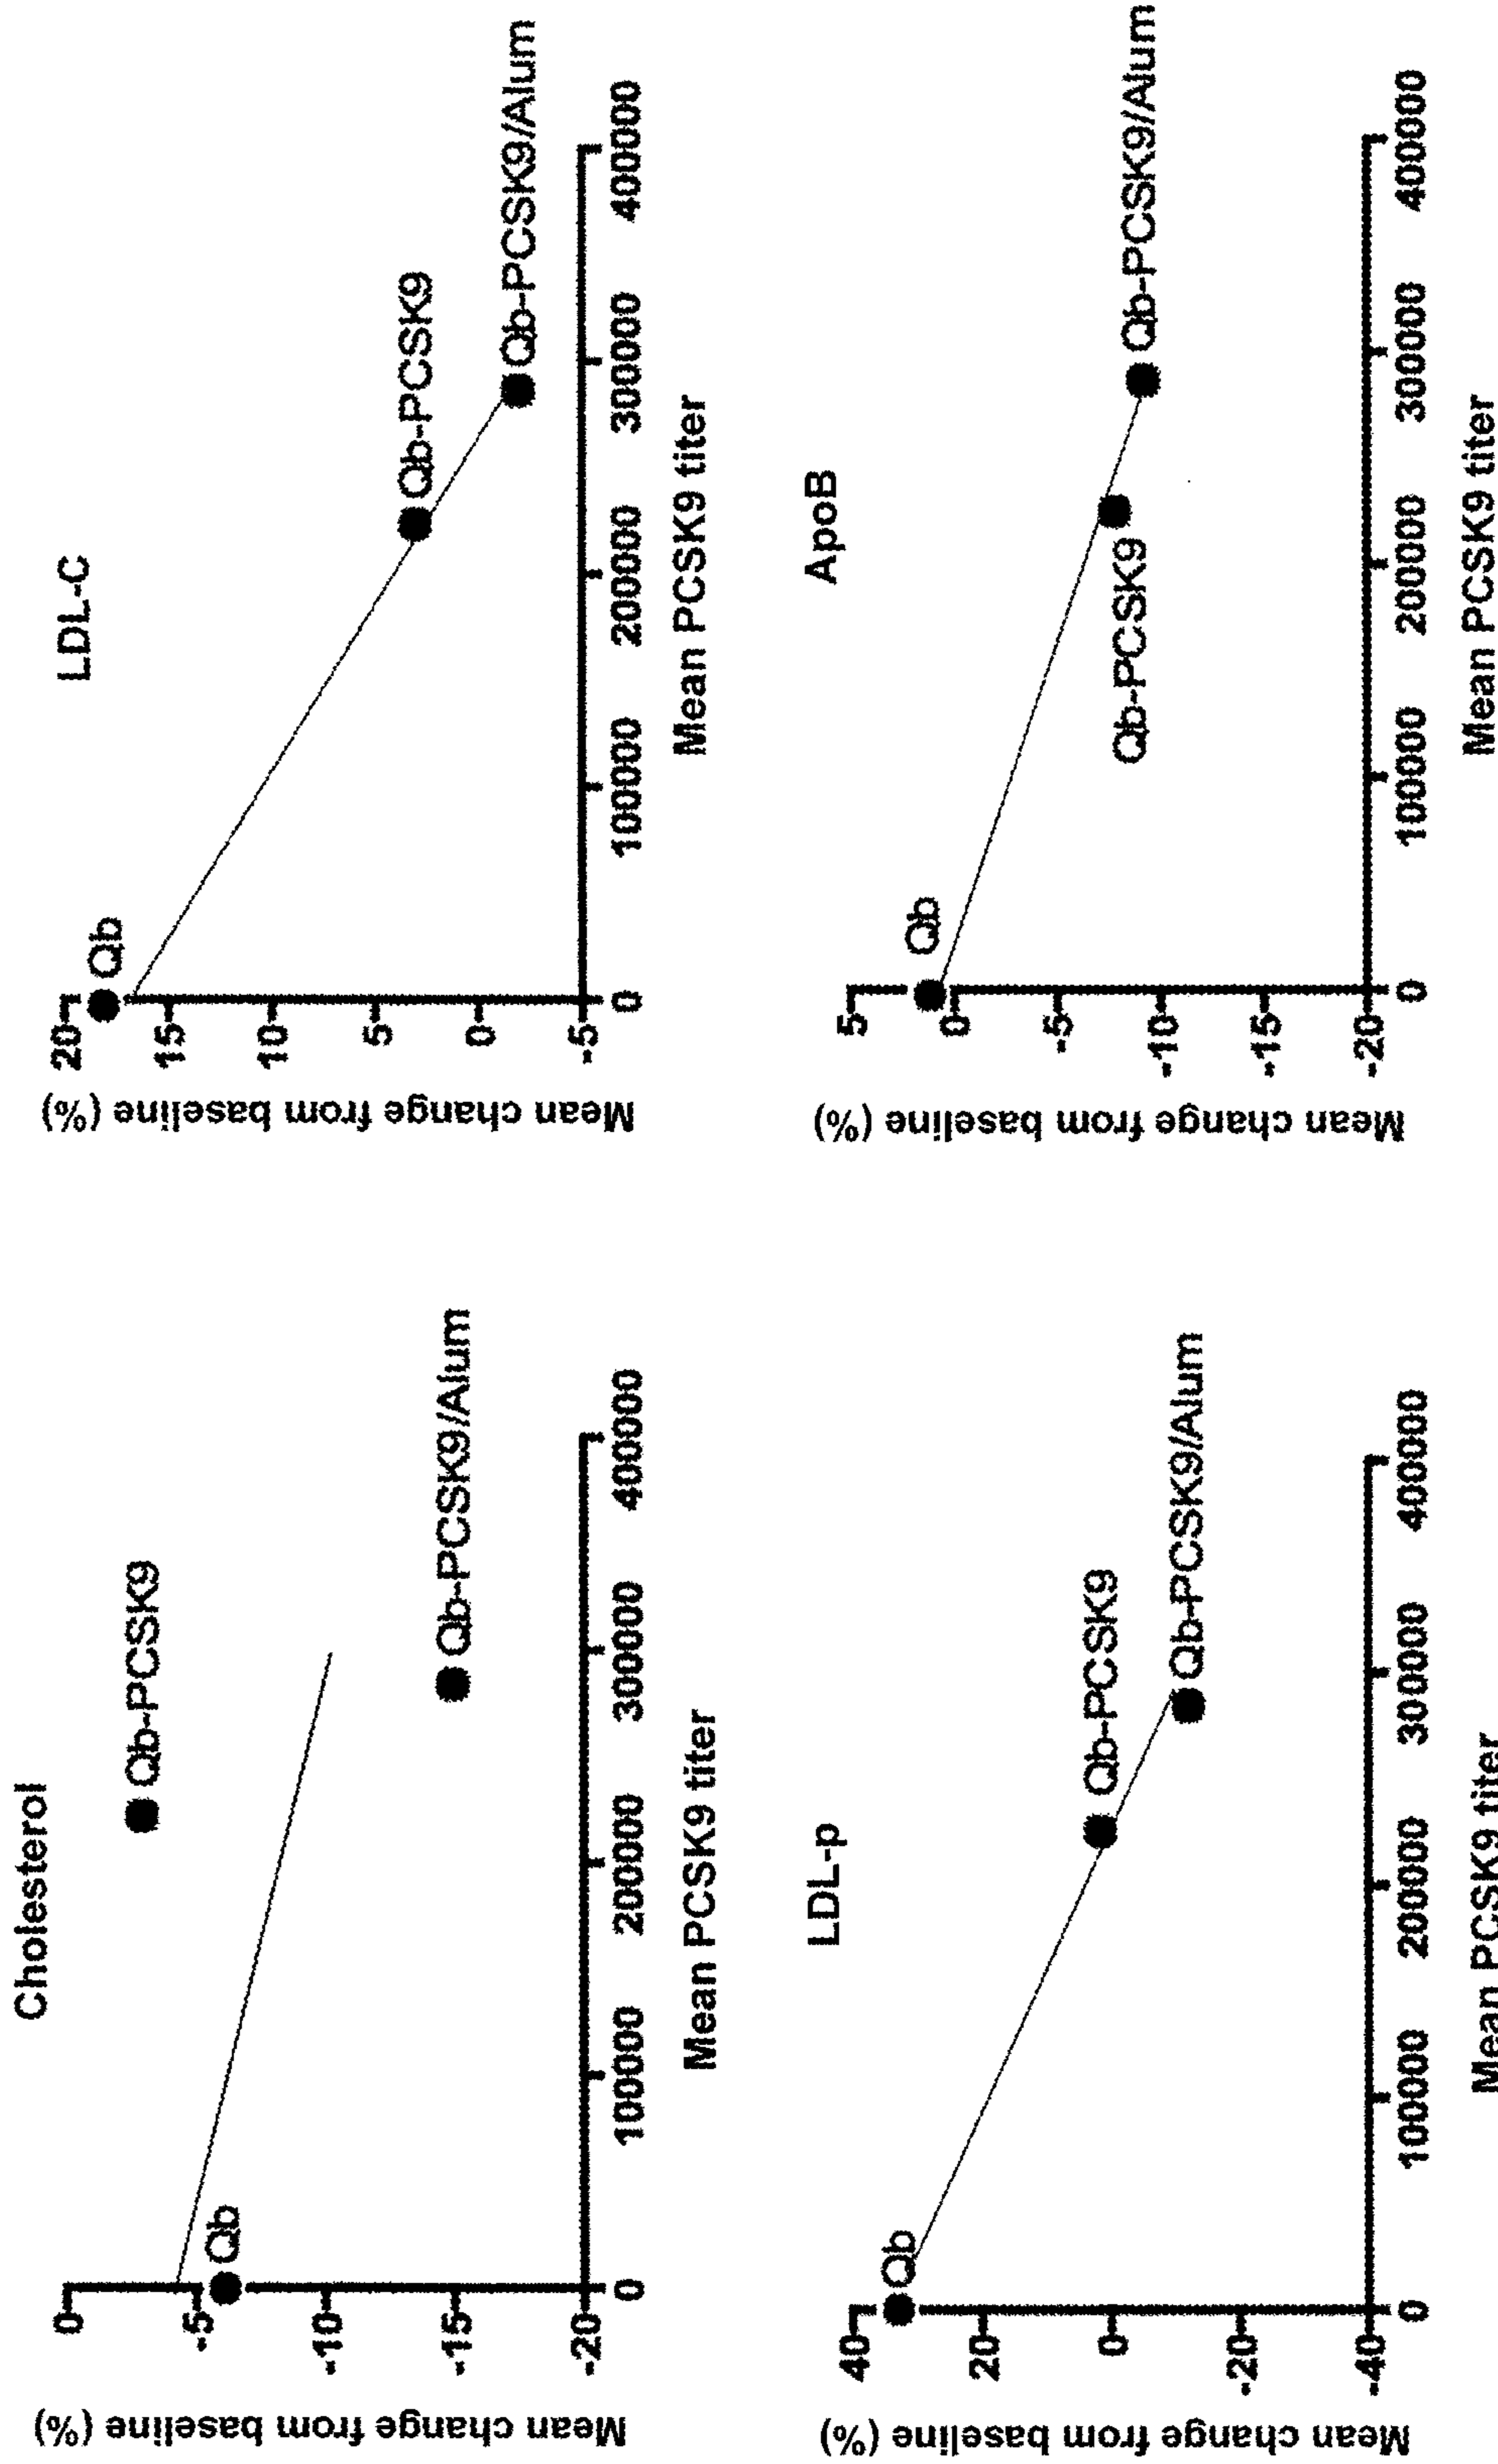 Cholesterol
Mean change from baseline (%)
0
-5
-10
-15
-20
Qb
Qb-PCSK9
Qb-PCSK9/Alum
0 100000 200000 300000 400000
Mean PCSK9 titer
LDL-C
Mean change from baseline (%)
20
15
10
5
0
-5
Qb
Qb-PCSK9
Qb-PCSK9/Alum
0 100000 200000 300000 400000
Mean PCSK9 titer
LDL-p
Mean change from baseline (%)
40
20
0
-20
-40
Qb
Qb-PCSK9
Qb-PCSK9/Alum
0 100000 200000 300000 400000
Mean PCSK9 titer
ApoB
Mean change from baseline (%)
5
0
-5
-10
-15
-20
Qb
Qb-PCSK9
Qb-PCSK9/Alum
0 100000 200000 300000 400000
Mean PCSK9 titer